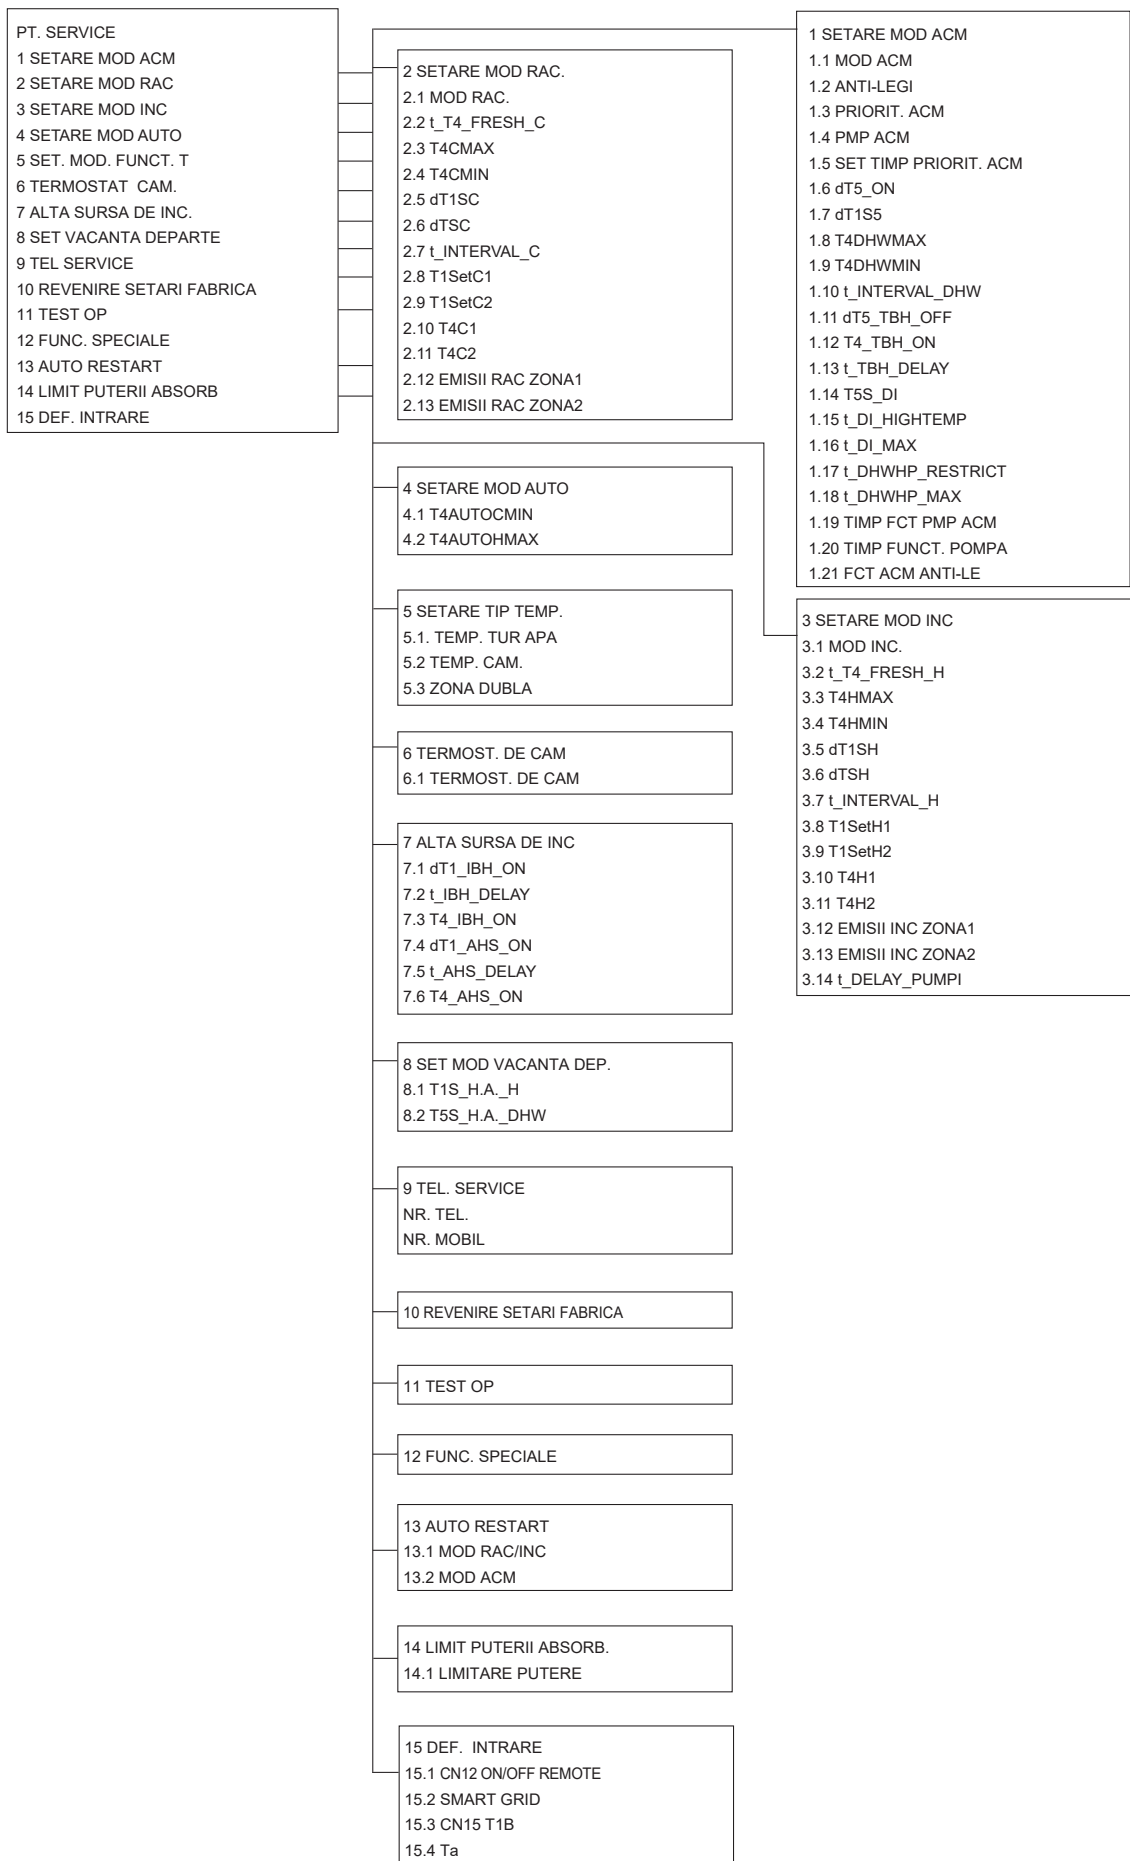 PT. SERVICE
1 SETARE MOD ACM
2 SETARE MOD RAC
3 SETARE MOD INC
4 SETARE MOD AUTO
5 SET. MOD. FUNCT. T
6 TERMOSTAT CAM.
7 ALTA SURSA DE INC.
8 SET VACANTA DEPARTE
9 TEL SERVICE
10 REVENIRE SETARI FABRICA
11 TEST OP
12 FUNC. SPECIALE
13 AUTO RESTART
14 LIMIT PUTERII ABSORB
15 DEF. INTRARE
2 SETARE MOD RAC.
2.1 MOD RAC.
2.2 t_T4_FRESH_C
2.3 T4CMAX
2.4 T4CMIN
2.5 dT1SC
2.6 dTSC
2.7 t_INTERVAL_C
2.8 T1SetC1
2.9 T1SetC2
2.10 T4C1
2.11 T4C2
2.12 EMISII RAC ZONA1
2.13 EMISII RAC ZONA2
4 SETARE MOD AUTO
4.1 T4AUTOCMIN
4.2 T4AUTOHMAX
5 SETARE TIP TEMP.
5.1. TEMP. TUR APA
5.2 TEMP. CAM.
5.3 ZONA DUBLA
6 TERMOST. DE CAM
6.1 TERMOST. DE CAM
7 ALTA SURSA DE INC
7.1 dT1_IBH_ON
7.2 t_IBH_DELAY
7.3 T4_IBH_ON
7.4 dT1_AHS_ON
7.5 t_AHS_DELAY
7.6 T4_AHS_ON
8 SET MOD VACANTA DEP.
8.1 T1S_H.A._H
8.2 T5S_H.A._DHW
9 TEL. SERVICE
NR. TEL.
NR. MOBIL
10 REVENIRE SETARI FABRICA
11 TEST OP
12 FUNC. SPECIALE
13 AUTO RESTART
13.1 MOD RAC/INC
13.2 MOD ACM
14 LIMIT PUTERII ABSORB.
14.1 LIMITARE PUTERE
15 DEF. INTRARE
15.1 CN12 ON/OFF REMOTE
15.2 SMART GRID
15.3 CN15 T1B
15.4 Ta
1 SETARE MOD ACM
1.1 MOD ACM
1.2 ANTI-LEGI
1.3 PRIORIT. ACM
1.4 PMP ACM
1.5 SET TIMP PRIORIT. ACM
1.6 dT5_ON
1.7 dT1S5
1.8 T4DHWMAX
1.9 T4DHWMIN
1.10 t_INTERVAL_DHW
1.11 dT5_TBH_OFF
1.12 T4_TBH_ON
1.13 t_TBH_DELAY
1.14 T5S_DI
1.15 t_DI_HIGHTEMP
1.16 t_DI_MAX
1.17 t_DHWHP_RESTRICT
1.18 t_DHWHP_MAX
1.19 TIMP FCT PMP ACM
1.20 TIMP FUNCT. POMPA
1.21 FCT ACM ANTI-LE
3 SETARE MOD INC
3.1 MOD INC.
3.2 t_T4_FRESH_H
3.3 T4HMAX
3.4 T4HMIN
3.5 dT1SH
3.6 dTSH
3.7 t_INTERVAL_H
3.8 T1SetH1
3.9 T1SetH2
3.10 T4H1
3.11 T4H2
3.12 EMISII INC ZONA1
3.13 EMISII INC ZONA2
3.14 t_DELAY_PUMPI